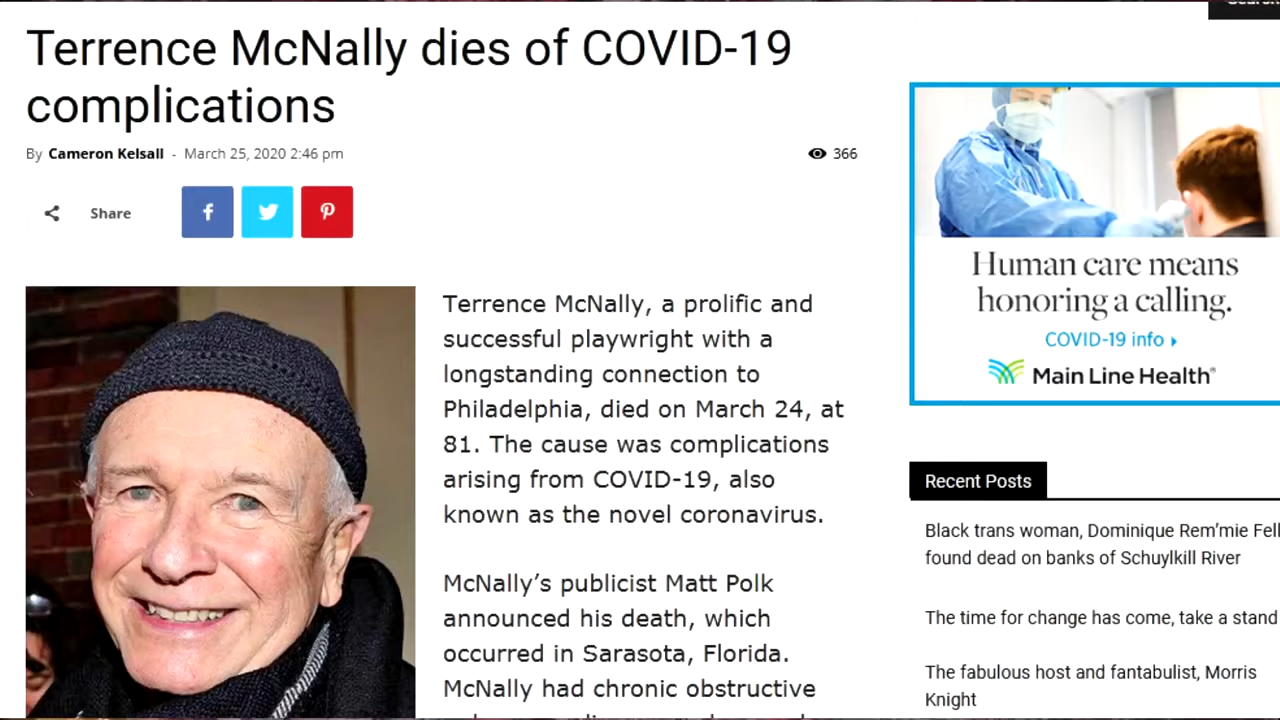 Terrence McNally dies of COVID-19
complications
By Cameron Kelsall - March 25, 2020 2:46 pm
366
Share
Terrence McNally, a prolific and
successful playwright with a
longstanding connection to
Philadelphia, died on March 24, at
81. The cause was complications
arising from COVID-19, also
known as the novel coronavirus.
McNally’s publicist Matt Polk
announced his death, which
occurred in Sarasota, Florida.
McNally had chronic obstructive
Human care means
honoring a calling.
COVID-19 info
Main Line Health®
Recent Posts
Black trans woman, Dominique Rem’mie Fell
found dead on banks of Schuylkill River
The time for change has come, take a stand
The fabulous host and fantabulist, Morris
Knight